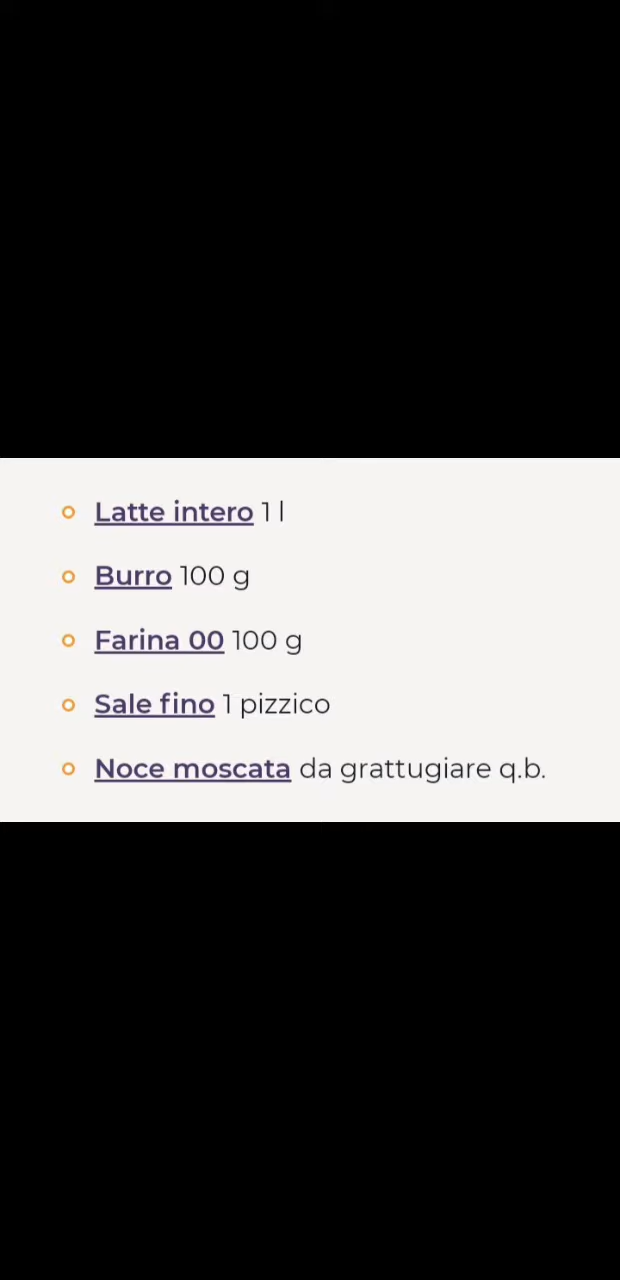 Latte intero 1 l
Burro 100 g
Farina 00 100 g
Sale fino 1 pizzico
Noce moscata da grattugiare q.b.